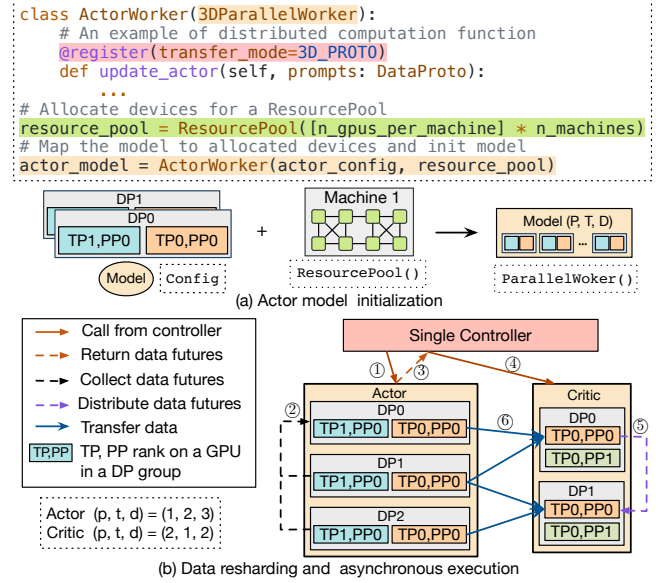 class ActorWorker(3DParallelWorker):
# An example of distributed computation function
@register(transfer_mode=3D_PROTO)
def update_actor(self, prompts: DataProto):
...
# Allocate devices for a ResourcePool
resource_pool = ResourcePool([n_gpus_per_machine] * n_machines)
# Map the model to allocated devices and init model
actor_model = ActorWorker(actor_config, resource_pool)
DP1
DP0
TP1,PP0 TP0,PP0
Model Config
+
Machine 1
ResourcePool()
Model (P, T, D)
...
ParallelWoker()
(a) Actor model initialization
Call from controller
Return data futures
Collect data futures
Distribute data futures
Transfer data
TP,PP TP, PP rank on a GPU
in a DP group
Actor (p, t, d) = (1, 2, 3)
Critic (p, t, d) = (2, 1, 2)
Single Controller
① ③ ④
Actor
② DP0
TP1,PP0 TP0,PP0
DP1
TP1,PP0 TP0,PP0
DP2
TP1,PP0 TP0,PP0
⑥
Critic
DP0
TP0,PP0
TP0,PP1
⑤
DP1
TP0,PP0
TP0,PP1
(b) Data resharding and asynchronous execution